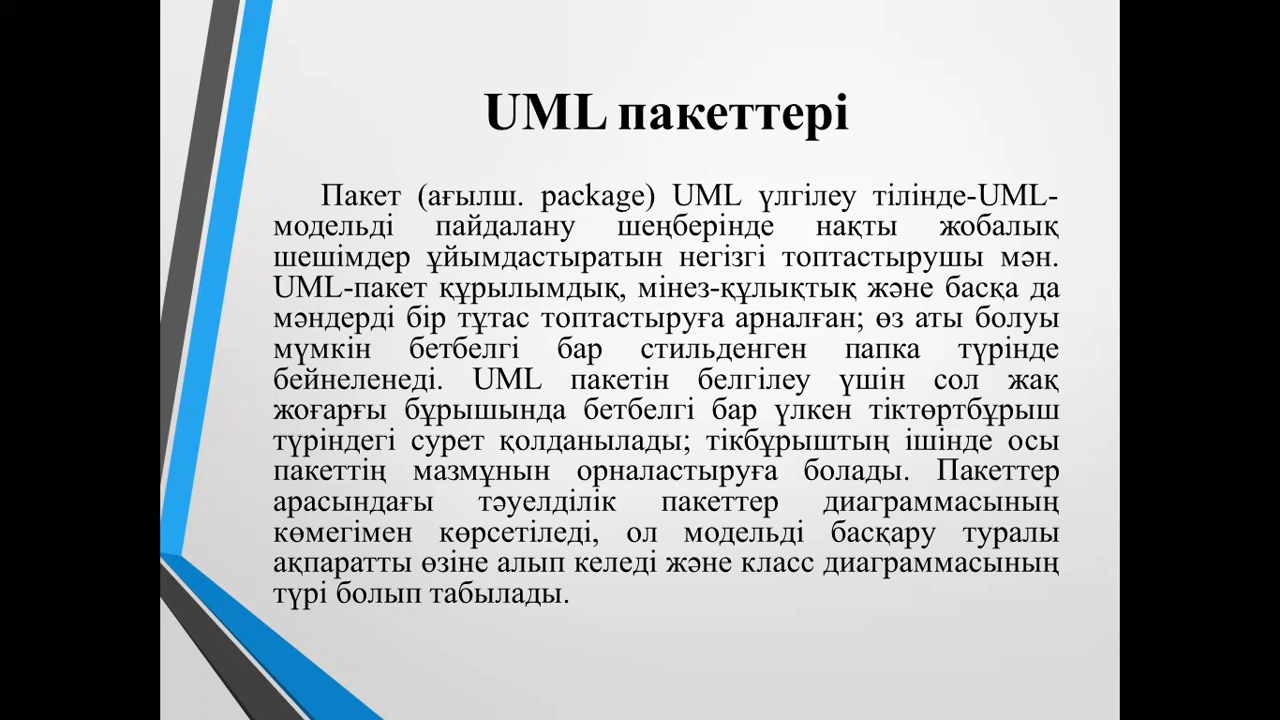 UML пакеттері
Пакет (ағылш. package) UML үлгілеу тілінде-UML-
модельді пайдалану шеңберінде нақты жобалық
шешімдер ұйымдастыратын негізгі топтастырушы мән.
UML-пакет құрылымдық, мінез-құлықтық және басқа да
мәндерді бір тұтас топтастыруға арналған; өз аты болуы
мүмкін бетбелгі бар стильденген папка түрінде
бейнеленеді. UML пакетін белгілеу үшін сол жақ
жоғарғы бұрышында бетбелгі бар үлкен тіктөртбұрыш
түріндегі сурет қолданылады; тікбұрыштың ішінде осы
пакеттің мазмұнын орналастыруға болады. Пакеттер
арасындағы тәуелділік пакеттер диаграммасының
көмегімен көрсетіледі, ол модельді басқару туралы
ақпаратты өзіне алып келеді және класс диаграммасының
түрі болып табылады.